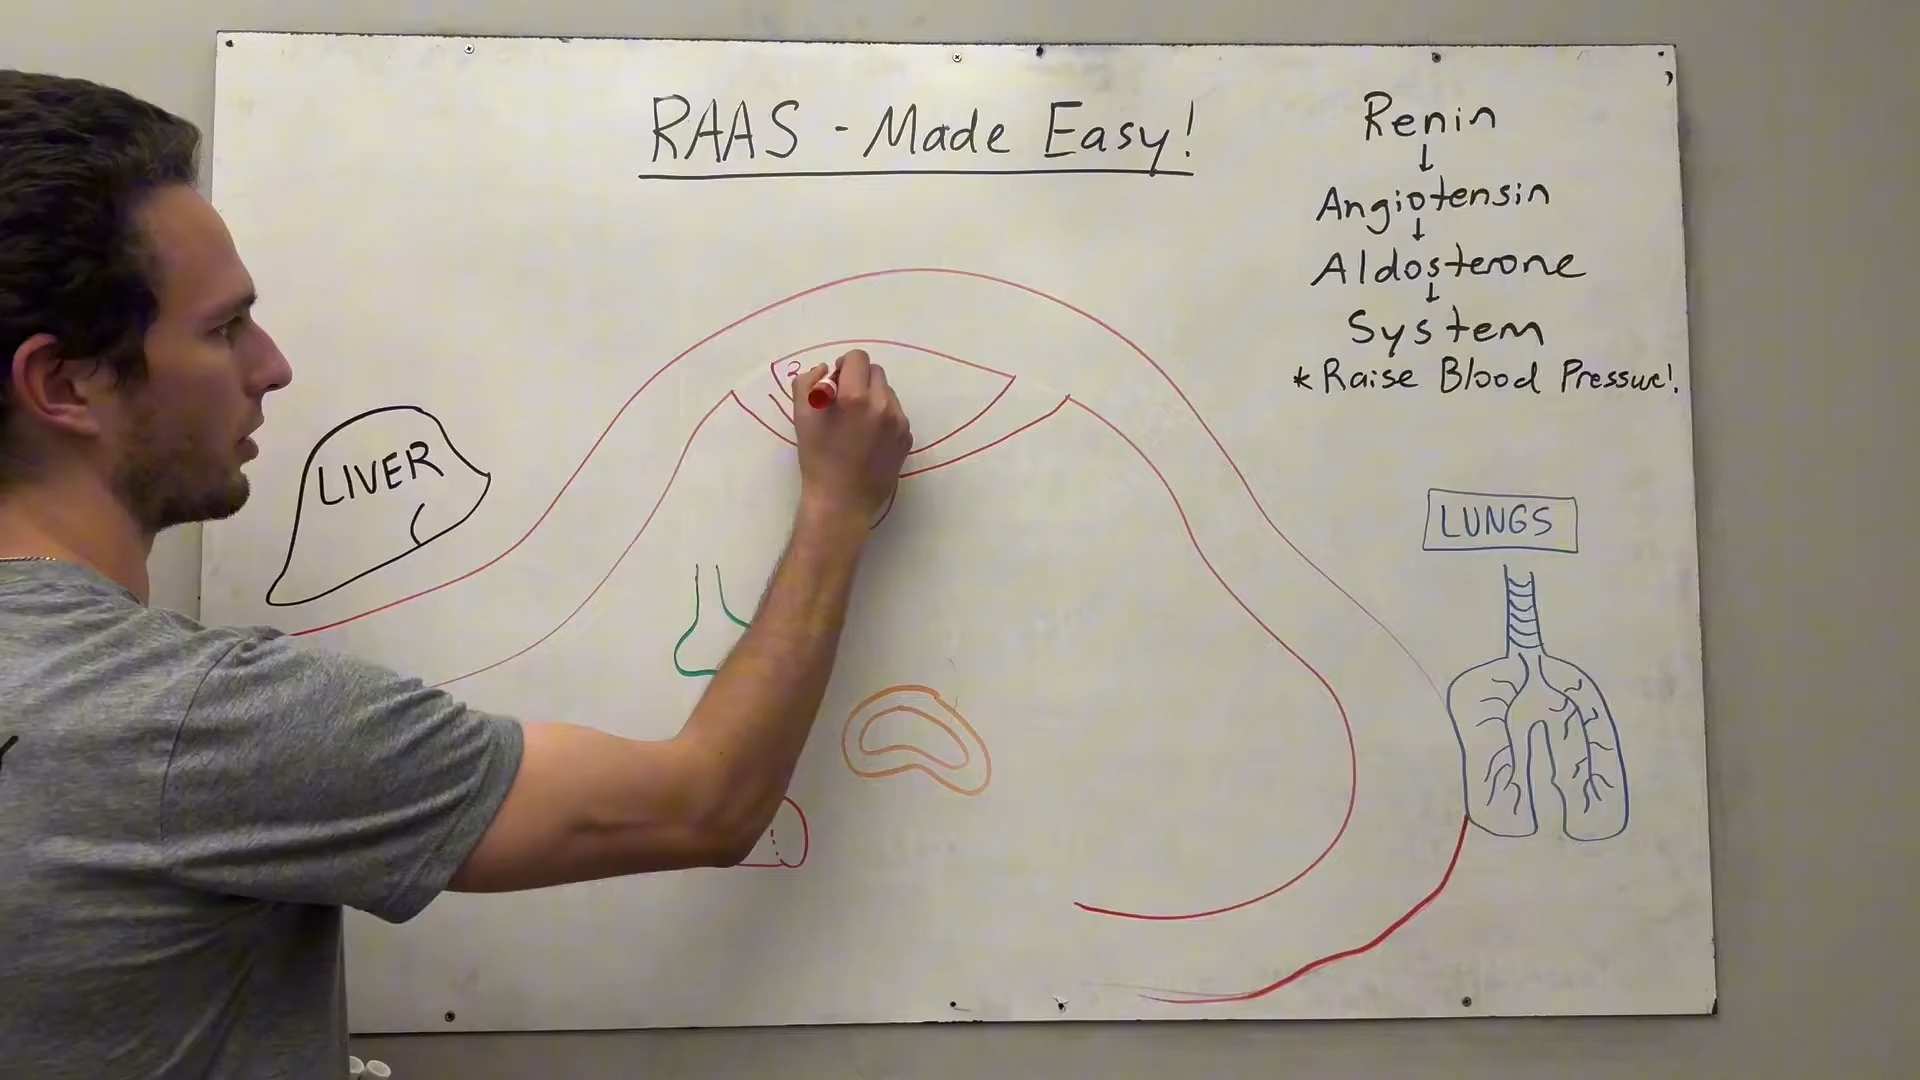 RAAS - Made Easy!
Renin
↓
Angiotensin
↓
Aldosterone
↓
System
* Raise Blood Pressure!
LIVER
LUNGS